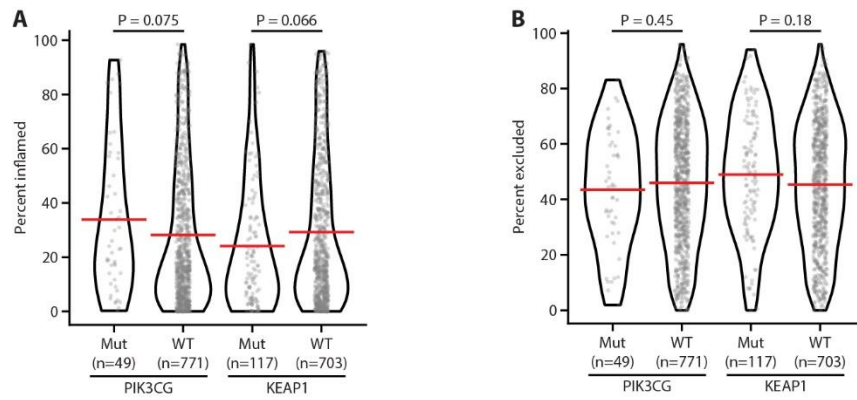 A
P = 0.075
P = 0.066
Percent inflamed
100
80
60
40
20
0
Mut
WT
Mut
WT
(n=49)
(n=771)
(n=117)
(n=703)
PIK3CG
KEAP1
B
P = 0.45
P = 0.18
Percent excluded
100
80
60
40
20
0
Mut
WT
Mut
WT
(n=49)
(n=771)
(n=117)
(n=703)
PIK3CG
KEAP1